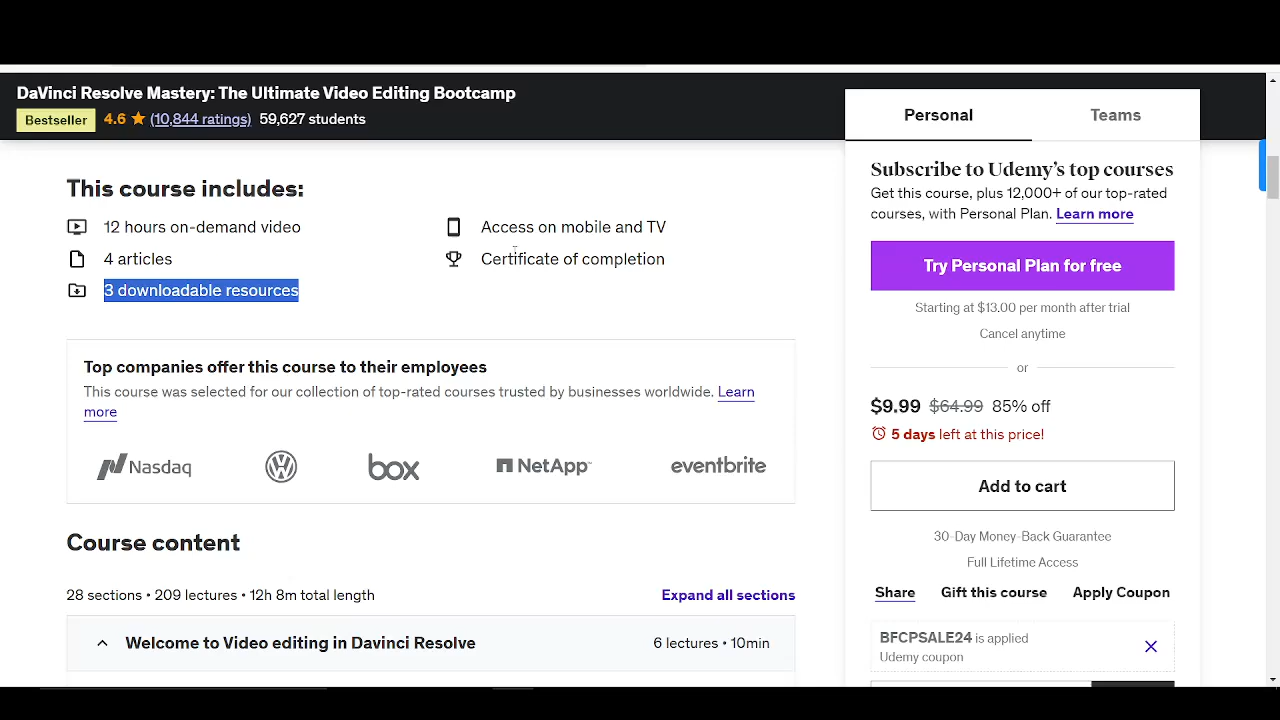 DaVinci Resolve Mastery: The Ultimate Video Editing Bootcamp
Bestseller 4.6 (10,844 ratings) 59,627 students
This course includes:
12 hours on-demand video
4 articles
3 downloadable resources
Access on mobile and TV
Certificate of completion
Top companies offer this course to their employees
This course was selected for our collection of top-rated courses trusted by businesses worldwide. Learn
more
Nasdaq
box
NetApp
eventbrite
Course content
28 sections • 209 lectures • 12h 8m total length
Expand all sections
Welcome to Video editing in Davinci Resolve
6 lectures • 10min
Personal
Teams
Subscribe to Udemy's top courses
Get this course, plus 12,000+ of our top-rated
courses, with Personal Plan. Learn more
Try Personal Plan for free
Starting at $13.00 per month after trial
Cancel anytime
or
$9.99 $64.99 85% off
5 days left at this price!
Add to cart
30-Day Money-Back Guarantee
Full Lifetime Access
Share
Gift this course
Apply Coupon
BFCPSALE24 is applied
Udemy coupon